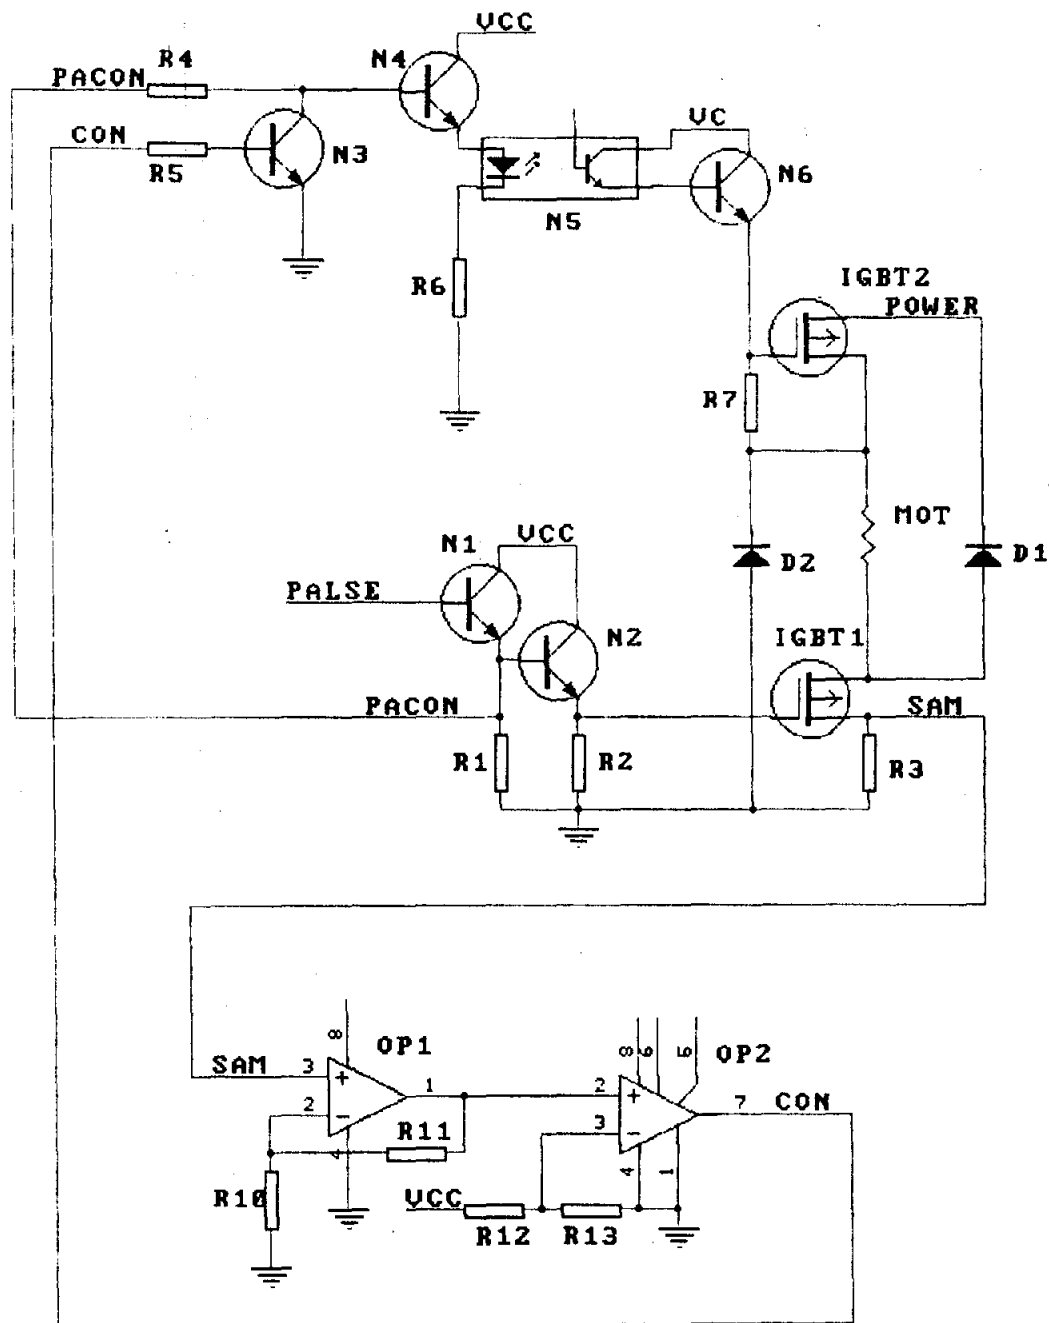 VCC
R4
N4
PACON
CON
N3
R5
VC
N6
N5
R6
IGBT2
POWER
R7
MOT
VCC
N1
D2
D1
PALSE
N2
IGBT1
PACON
SAM
R1
R2
R3
8
OP1
8
6
5
OP2
SAM
3
+
1
2
+
7
CON
2
−
3
−
R11
4
4
1
R10
VCC
R12
R13